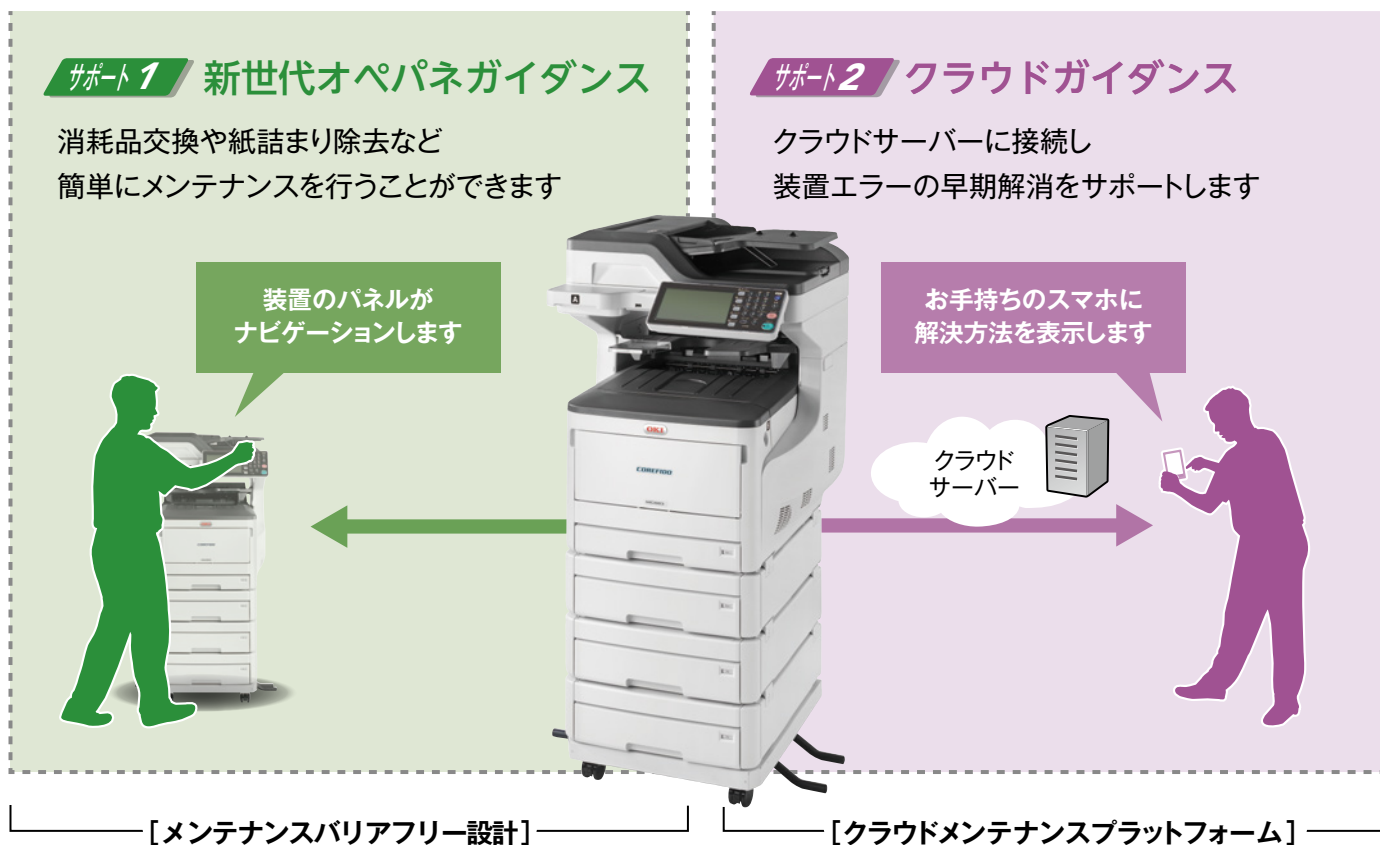 サポート1 新世代オペパネガイダンス
消耗品交換や紙詰まり除去など
簡単にメンテナンスを行うことができます
装置のパネルが
ナビゲーションします
サポート2 クラウドガイダンス
クラウドサーバーに接続し
装置エラーの早期解消をサポートします
お手持ちのスマホに
解決方法を表示します
クラウド
サーバー
OKI
COREFIDO
[メンテナンスバリアフリー設計]
[クラウドメンテナンスプラットフォーム]